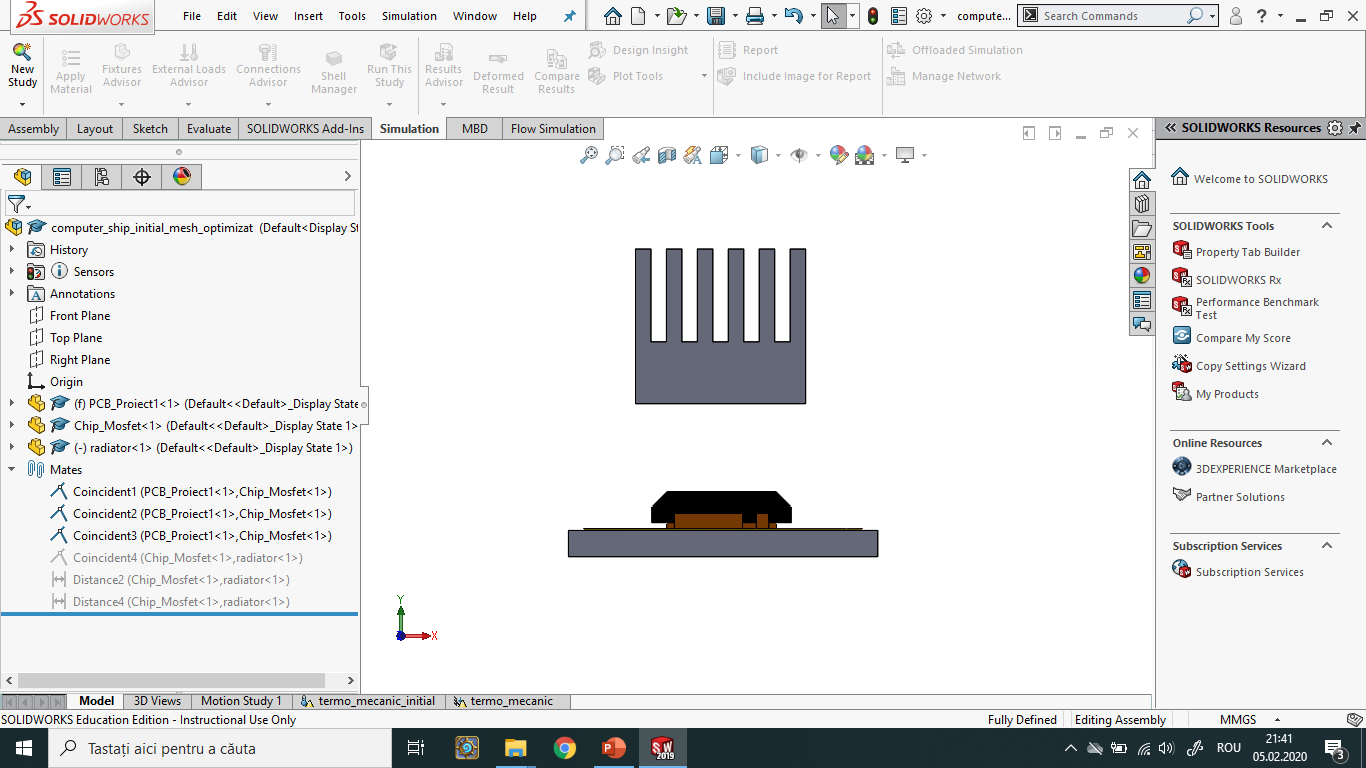 SOLIDWORKS
File Edit View Insert Tools Simulation Window Help
compute...
Search Commands
New Study
Apply Material
Fixtures Advisor
External Loads Advisor
Connections Advisor
Shell Manager
Run This Study
Results Advisor
Deformed Result
Compare Results
Design Insight
Plot Tools
Report
Include Image for Report
Offloaded Simulation
Manage Network
Assembly Layout Sketch Evaluate SOLIDWORKS Add-Ins Simulation MBD Flow Simulation
computer_ship_initial_mesh_optimizat (Default<Display St
History
Sensors
Annotations
Front Plane
Top Plane
Right Plane
Origin
(f) PCB_Proiect1<1> (Default<<Default>_Display State
Chip_Mosfet<1> (Default<<Default>_Display State 1>
(-) radiator<1> (Default<<Default>_Display State 1>)
Mates
Coincident1 (PCB_Proiect1<1>,Chip_Mosfet<1>)
Coincident2 (PCB_Proiect1<1>,Chip_Mosfet<1>)
Coincident3 (PCB_Proiect1<1>,Chip_Mosfet<1>)
Coincident4 (Chip_Mosfet<1>,radiator<1>)
Distance2 (Chip_Mosfet<1>,radiator<1>)
Distance4 (Chip_Mosfet<1>,radiator<1>)
Y
X
SOLIDWORKS Resources
Welcome to SOLIDWORKS
SOLIDWORKS Tools
Property Tab Builder
SOLIDWORKS Rx
Performance Benchmark
Test
Compare My Score
Copy Settings Wizard
My Products
Online Resources
3DEXPERIENCE Marketplace
Partner Solutions
Subscription Services
Subscription Services
Model 3D Views Motion Study 1 termo_mecanic_initial termo_mecanic
SOLIDWORKS Education Edition - Instructional Use Only
Fully Defined Editing Assembly MMGS
Tastați aici pentru a căuta
SW 2019
ROU
21:41
05.02.2020
3